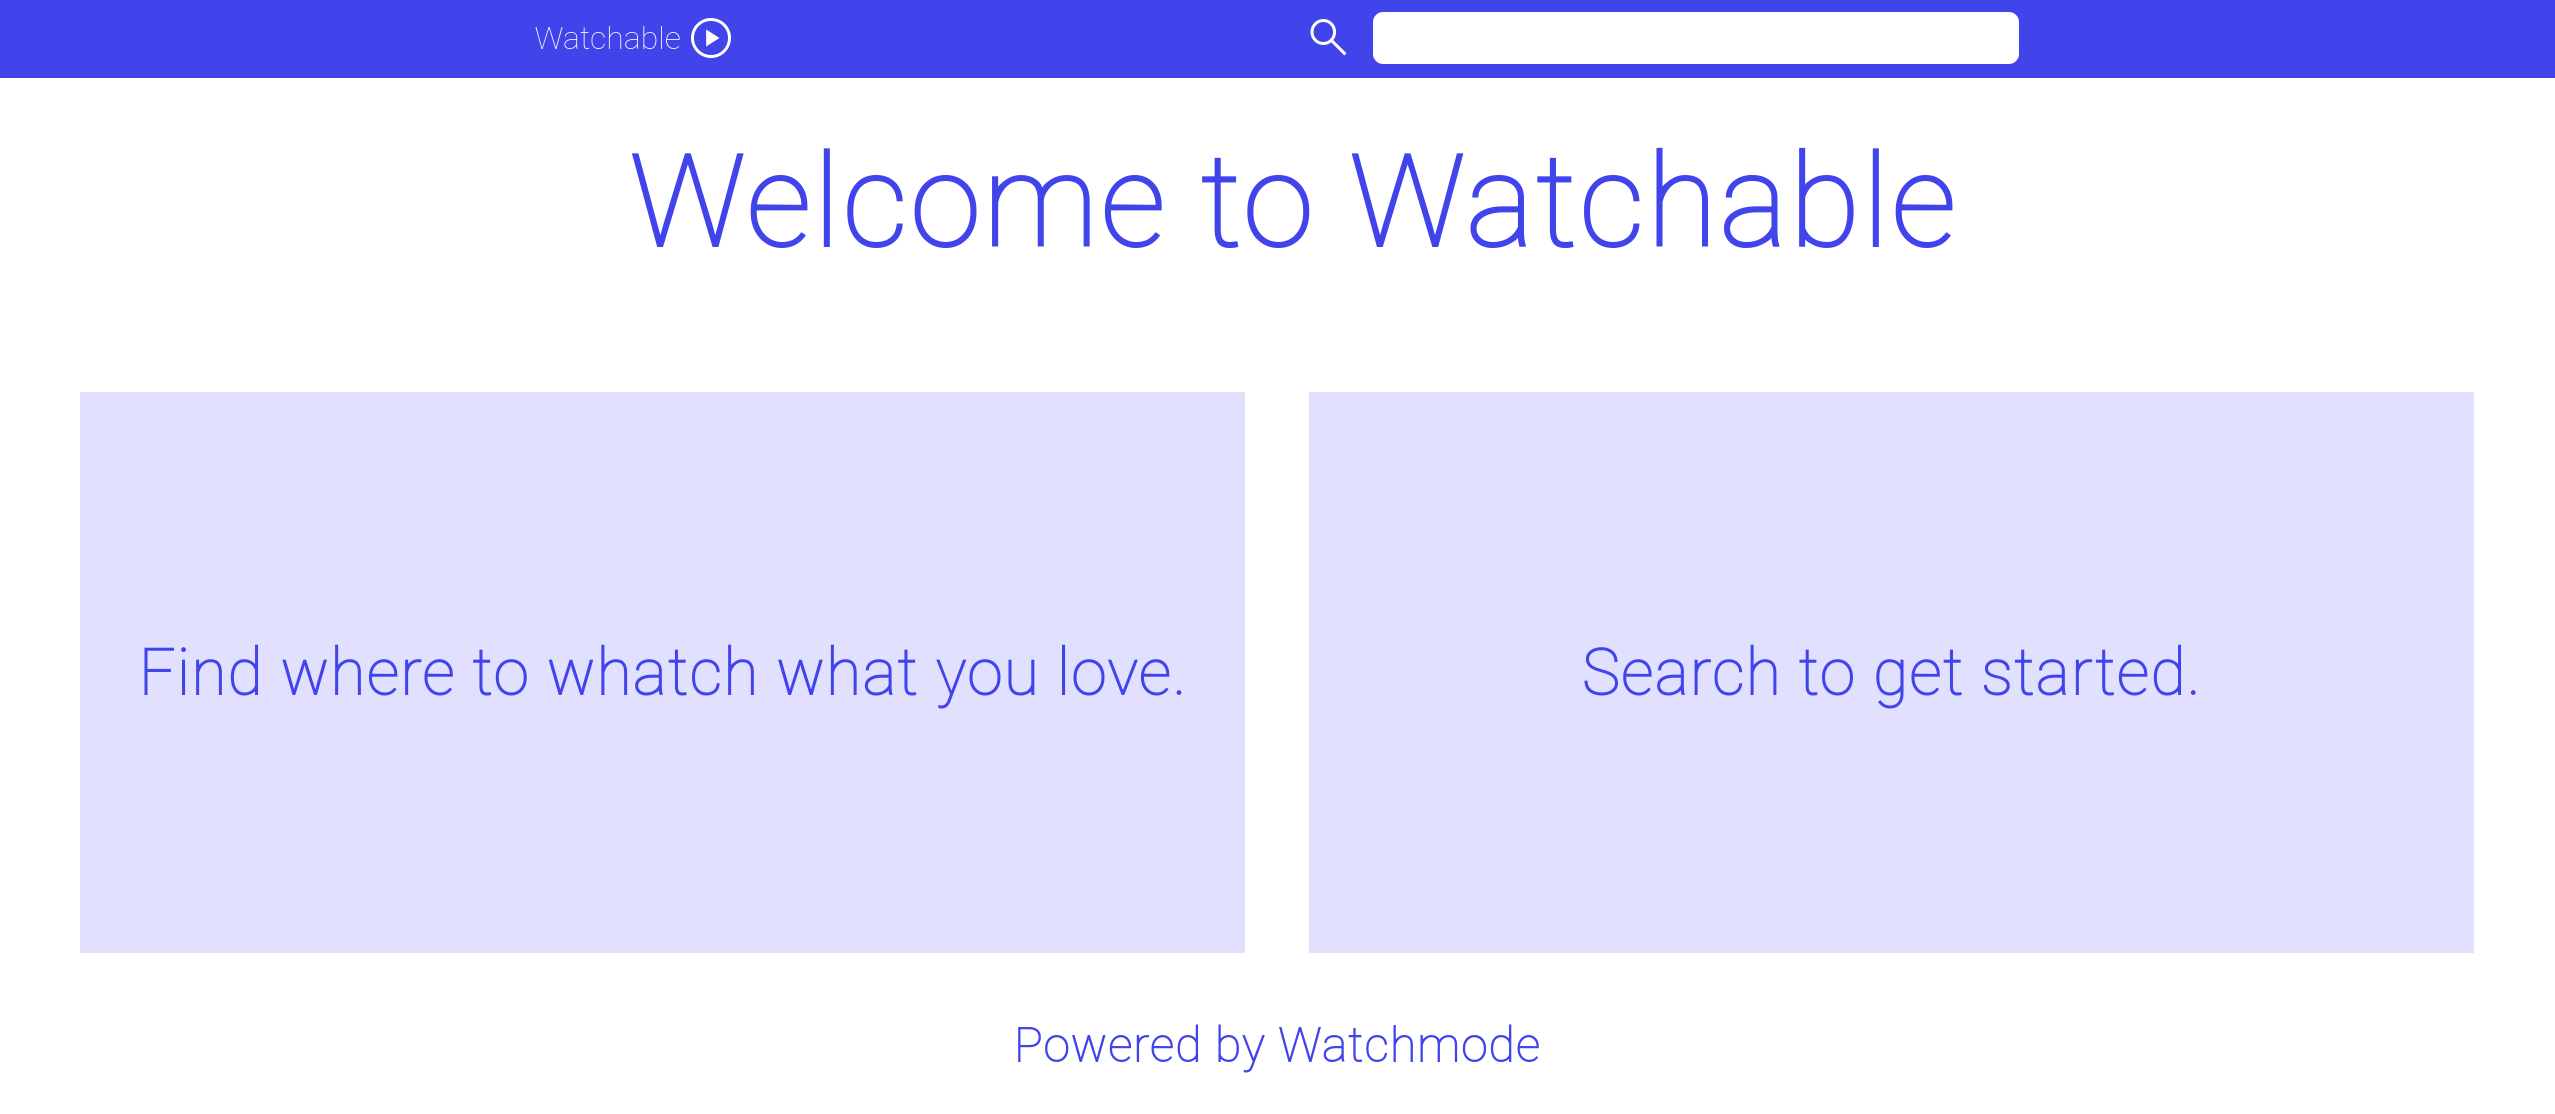 Watchable
Welcome to Watchable
Find where to whatch what you love.
Search to get started.
Powered by Watchmode